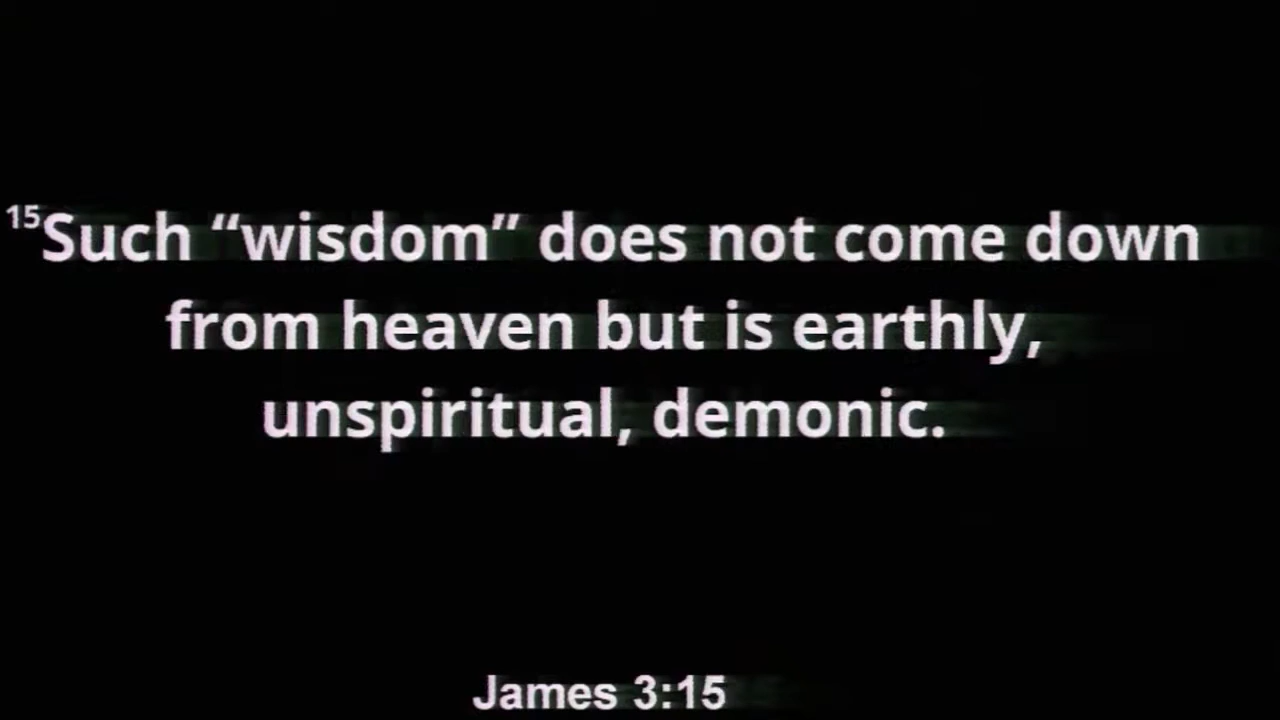 15Such “wisdom” does not come down
from heaven but is earthly,
unspiritual, demonic.
James 3:15